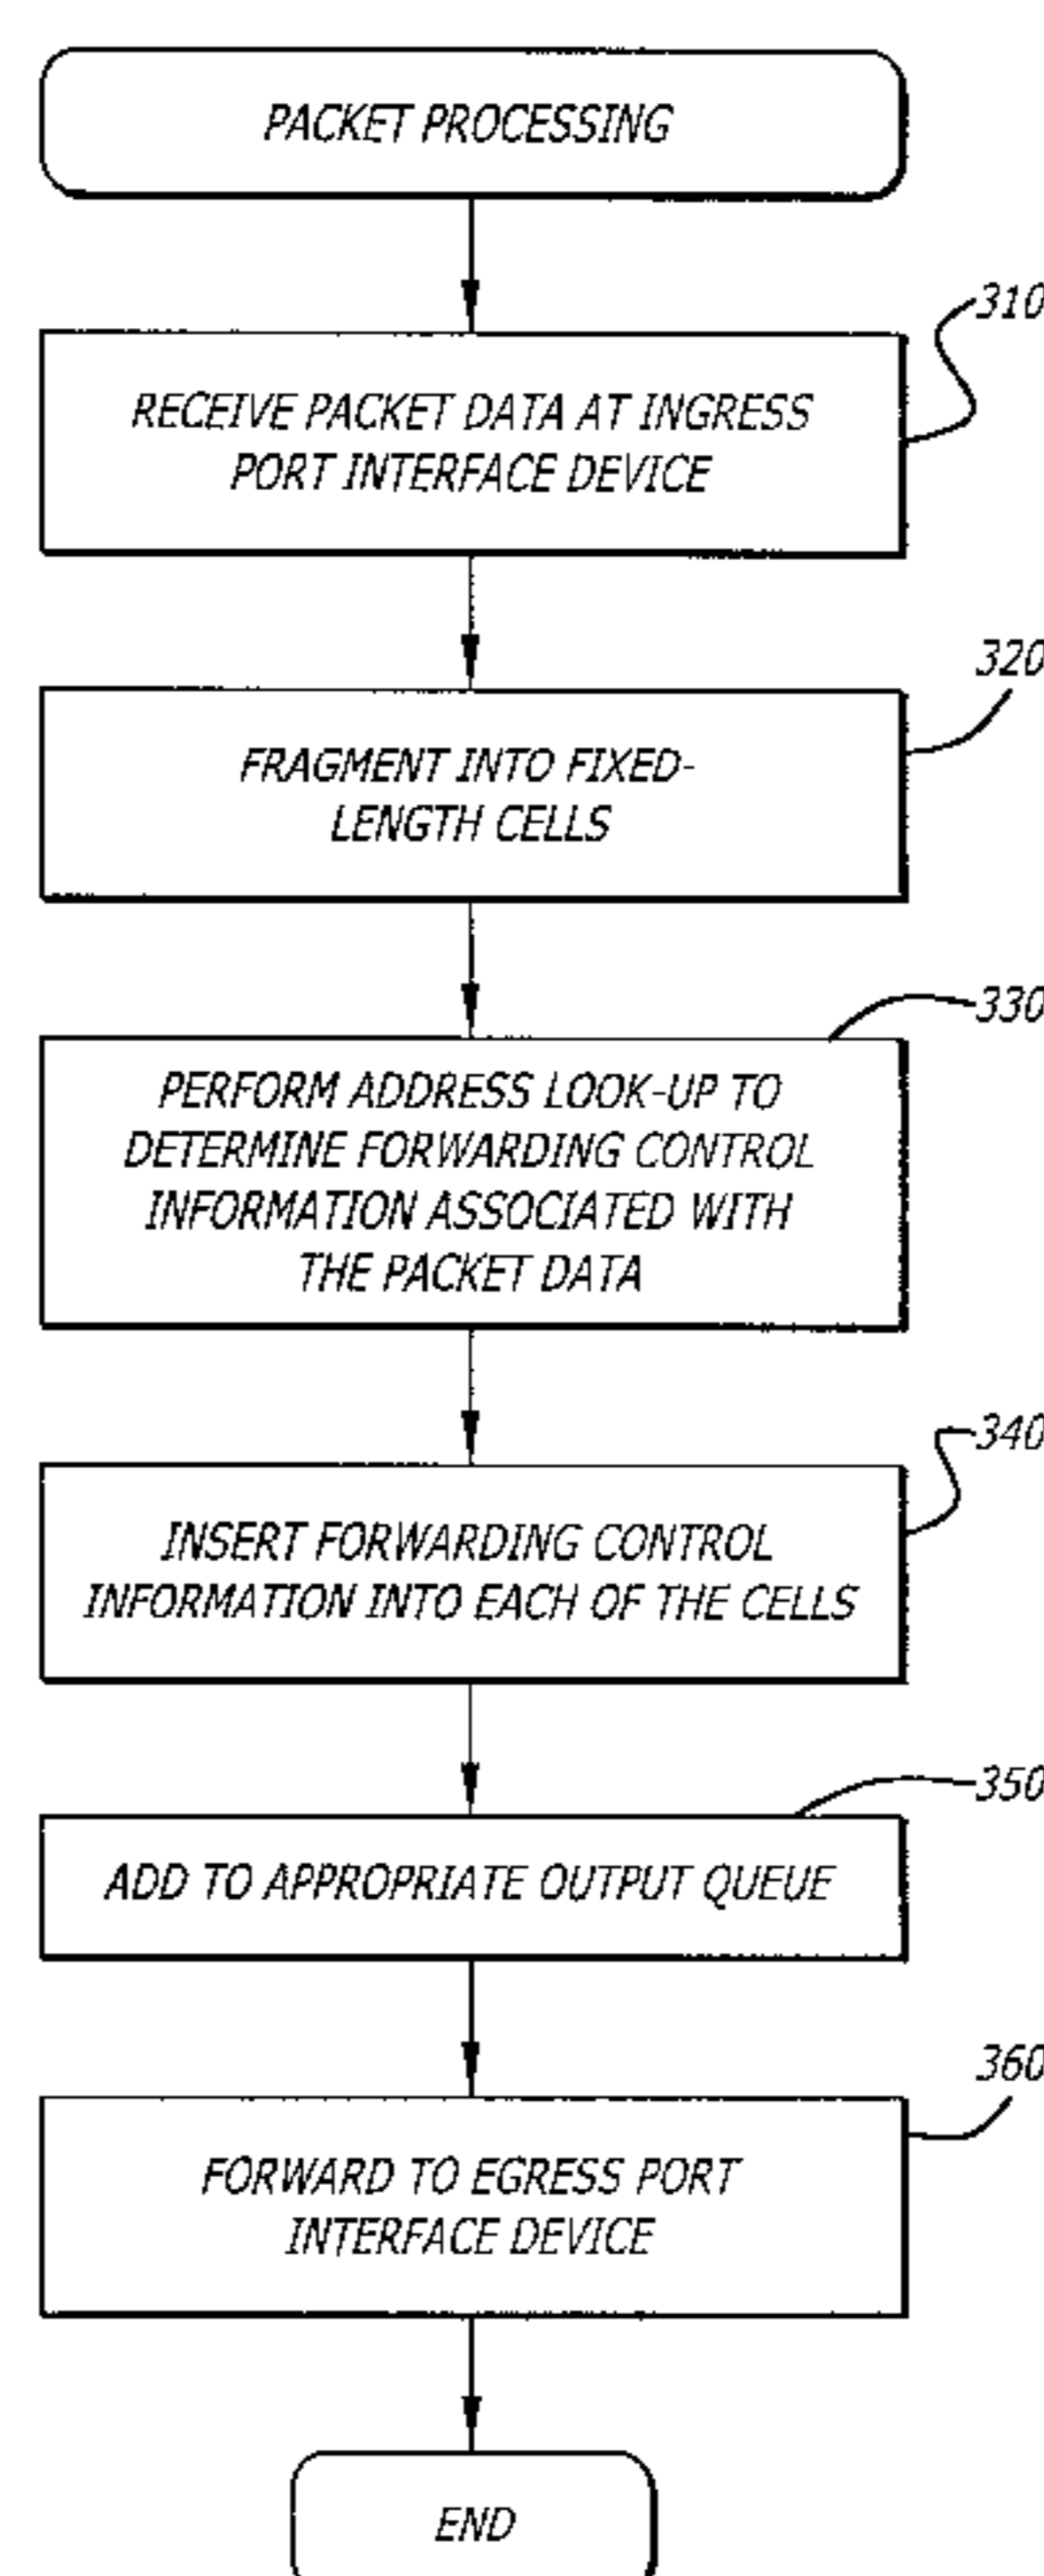 PACKET PROCESSING
310
RECEIVE PACKET DATA AT INGRESS
PORT INTERFACE DEVICE
320
FRAGMENT INTO FIXED-
LENGTH CELLS
330
PERFORM ADDRESS LOOK-UP TO
DETERMINE FORWARDING CONTROL
INFORMATION ASSOCIATED WITH
THE PACKET DATA
340
INSERT FORWARDING CONTROL
INFORMATION INTO EACH OF THE CELLS
350
ADD TO APPROPRIATE OUTPUT QUEUE
360
FORWARD TO EGRESS PORT
INTERFACE DEVICE
END